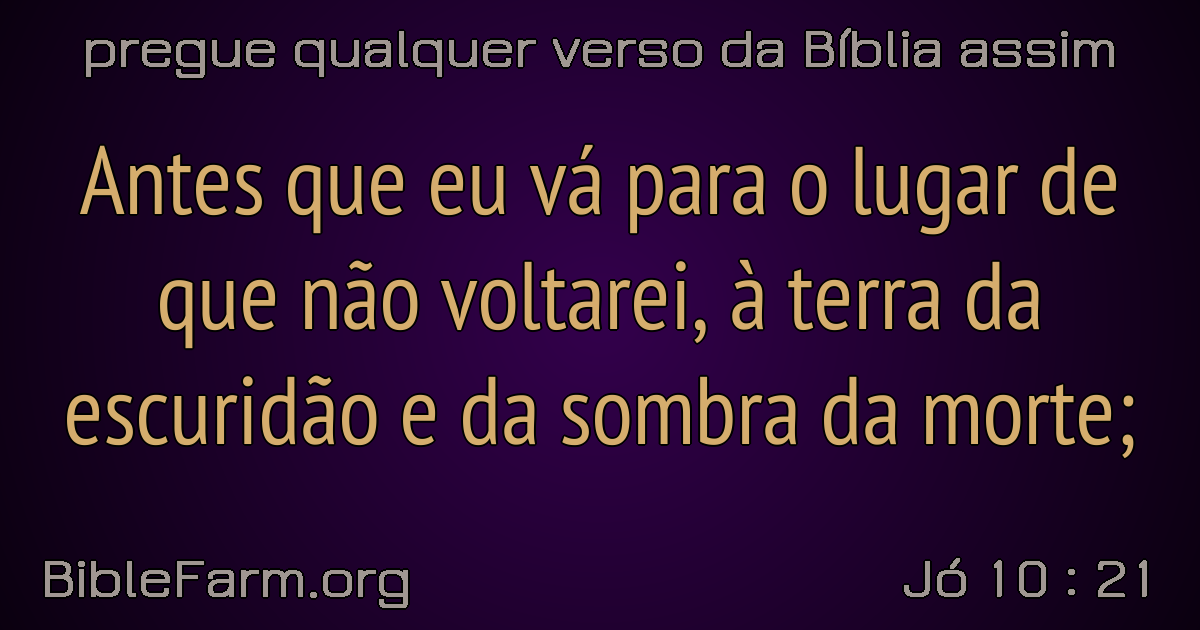 pregue qualquer verso da Bíblia assim
Antes que eu vá para o lugar de
que não voltarei, à terra da
escuridão e da sombra da morte;
BibleFarm.org
Jó 10 : 21